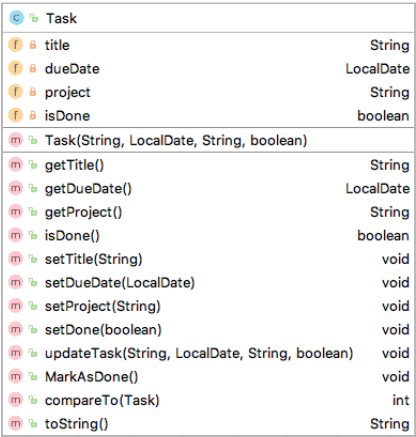 C Task
f title String
f dueDate LocalDate
f project String
f isDone boolean
m Task(String, LocalDate, String, boolean)
m getTitle() String
m getDueDate() LocalDate
m getProject() String
m isDone() boolean
m setTitle(String) void
m setDueDate(LocalDate) void
m setProject(String) void
m setDone(boolean) void
m updateTask(String, LocalDate, String, boolean) void
m MarkAsDone() void
m compareTo(Task) int
m toString() String